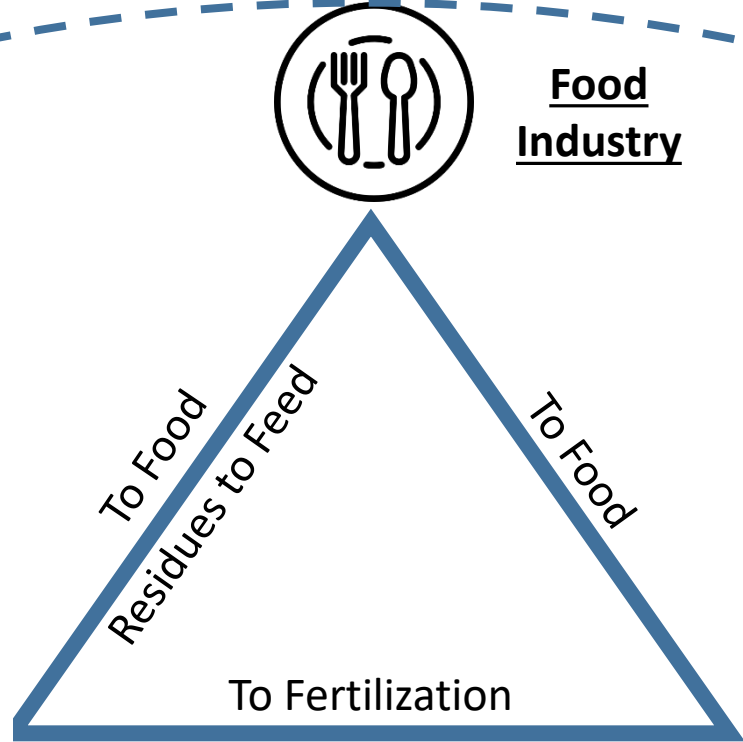 Food
Industry
To Food
Residues to Feed
To Food
To Fertilization